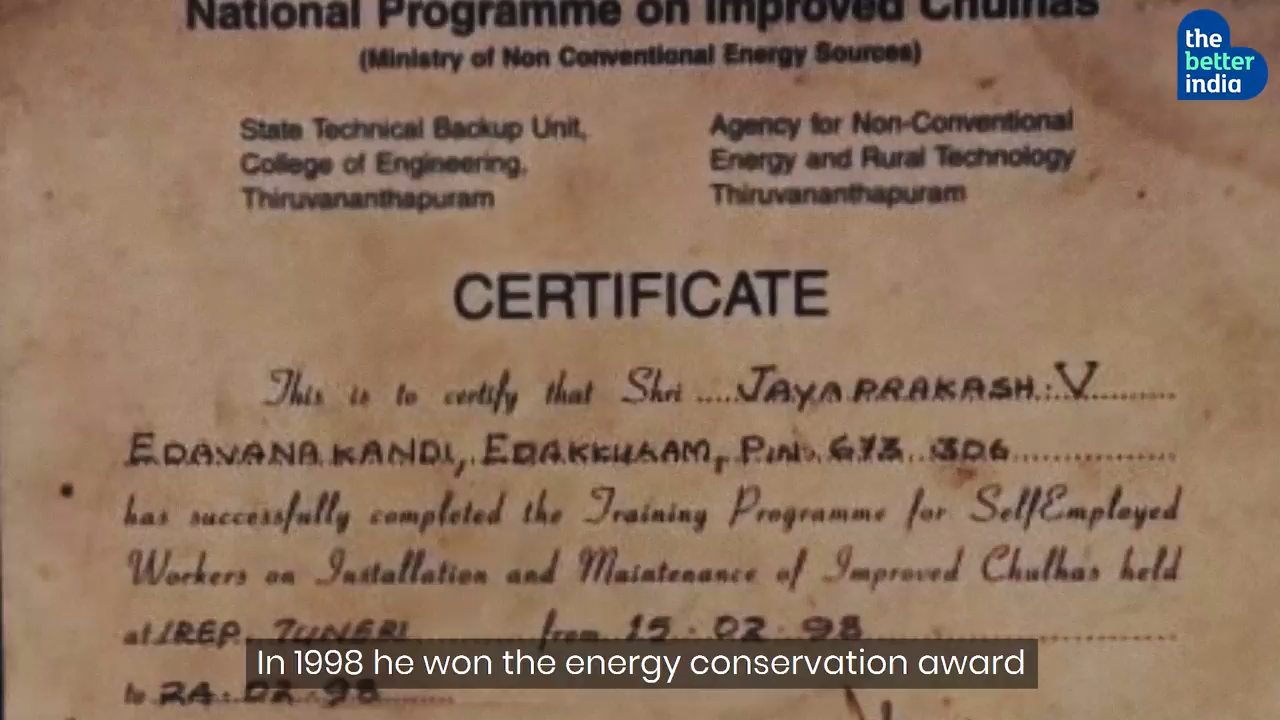 National Programme on Improved Chulhas
(Ministry of Non Conventional Energy Sources)
the
better
india
State Technical Backup Unit,
College of Engineering,
Thiruvananthapuram
Agency for Non-Conventional
Energy and Rural Technology
Thiruvananthapuram
CERTIFICATE
This is to certify that Shri ....JAYAPRAKASH.V..........
EDAVANA KANDI, EDAKKULAM, PIN. 673 306................
has successfully completed the Training Programme for SelfEmployed
Workers on Installation and Maintenance of Improved Chulhas held
at IREP, TUNERI from 15.02.98
to 24.02.98
In 1998 he won the energy conservation award